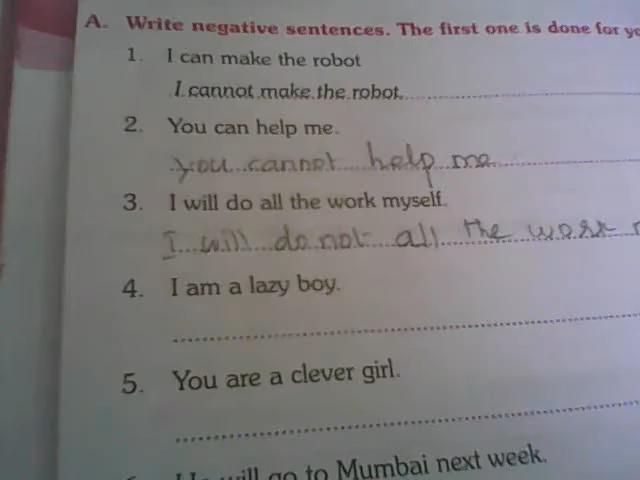 A. Write negative sentences. The first one is done for
1. I can make the robot
I cannot make the robot.
2. You can help me.
you cannot help me
3. I will do all the work myself.
I will do not all the work
4. I am a lazy boy.
5. You are a clever girl.
will go to Mumbai next week.